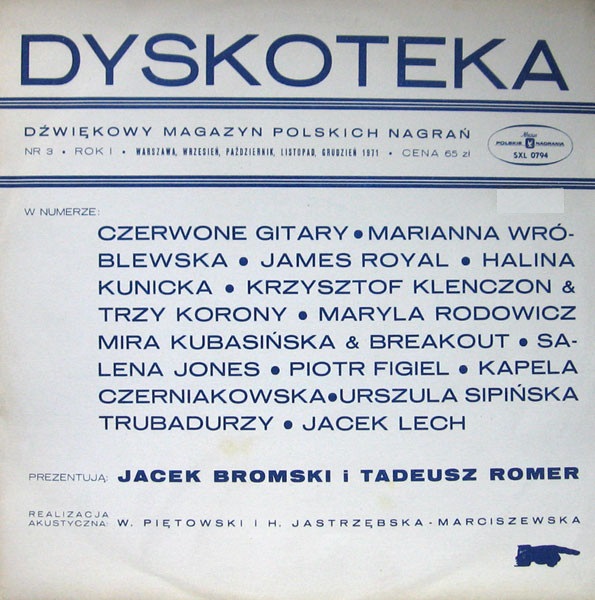 DYSKOTEKA
DŹWIĘKOWY MAGAZYN POLSKICH NAGRAŃ
NR 3 • ROK I • WARSZAWA, WRZESIEŃ, PAŹDZIERNIK, LISTOPAD, GRUDZIEŃ 1971 • CENA 65 zł
Muza
POLSKIE NAGRANIA
SXL 0794
W NUMERZE:
CZERWONE GITARY • MARIANNA WRÓ-
BLEWSKA • JAMES ROYAL • HALINA
KUNICKA • KRZYSZTOF KLENCZON &
TRZY KORONY • MARYLA RODOWICZ
MIRA KUBASIŃSKA & BREAKOUT • SA-
LENA JONES • PIOTR FIGIEL • KAPELA
CZERNIAKOWSKA • URSZULA SIPIŃSKA
TRUBADURZY • JACEK LECH
PREZENTUJĄ: JACEK BROMSKI i TADEUSZ ROMER
REALIZACJA
AKUSTYCZNA: W. PIĘTOWSKI I H. JASTRZĘBSKA - MARCISZEWSKA